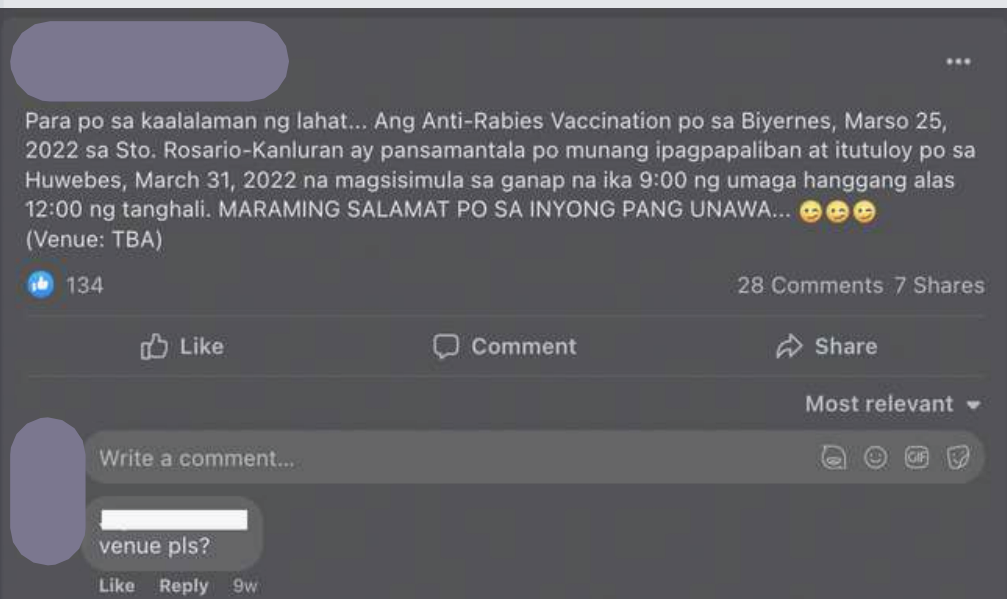 Para po sa kaalalaman ng lahat... Ang Anti-Rabies Vaccination po sa Biyernes, Marso 25,
2022 sa Sto. Rosario-Kanluran ay pansamantala po munang ipagpapaliban at itutuloy po sa
Huwebes, March 31, 2022 na magsisimula sa ganap na ika 9:00 ng umaga hanggang alas
12:00 ng tanghali. MARAMING SALAMAT PO SA INYONG PANG UNAWA... 😜😜😜
(Venue: TBA)
134
28 Comments 7 Shares
Like Comment Share
Most relevant
Write a comment...
GIF
venue pls?
Like Reply 9w